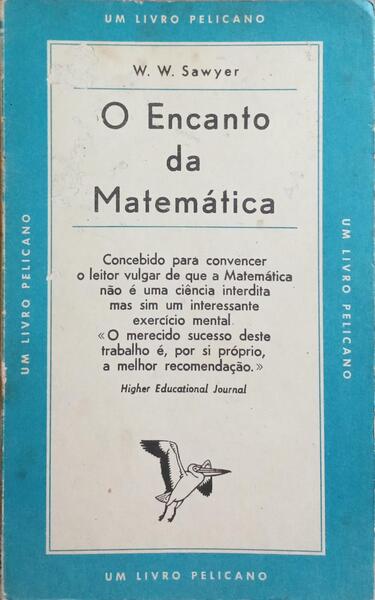 UM LIVRO PELICANO
W. W. Sawyer
O Encanto
da
Matemática
Concebido para convencer
o leitor vulgar de que a Matemática
não é uma ciência interdita
mas sim um interessante
exercício mental.
«O merecido sucesso deste
trabalho é, por si próprio,
a melhor recomendação.»
Higher Educational Journal
UM LIVRO PELICANO
UM LIVRO PELICANO
UM LIVRO PELICANO